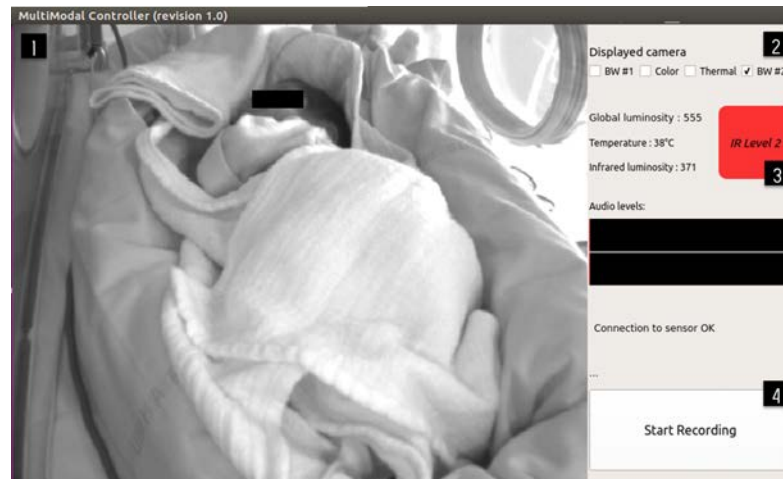 MultiModal Controller (revision 1.0)
1
2
Displayed camera
BW #1 Color Thermal BW #2
Global luminosity : 555
Temperature : 38°C
Infrared luminosity : 371
IR Level 2
3
Audio levels:
Connection to sensor OK
...
4
Start Recording